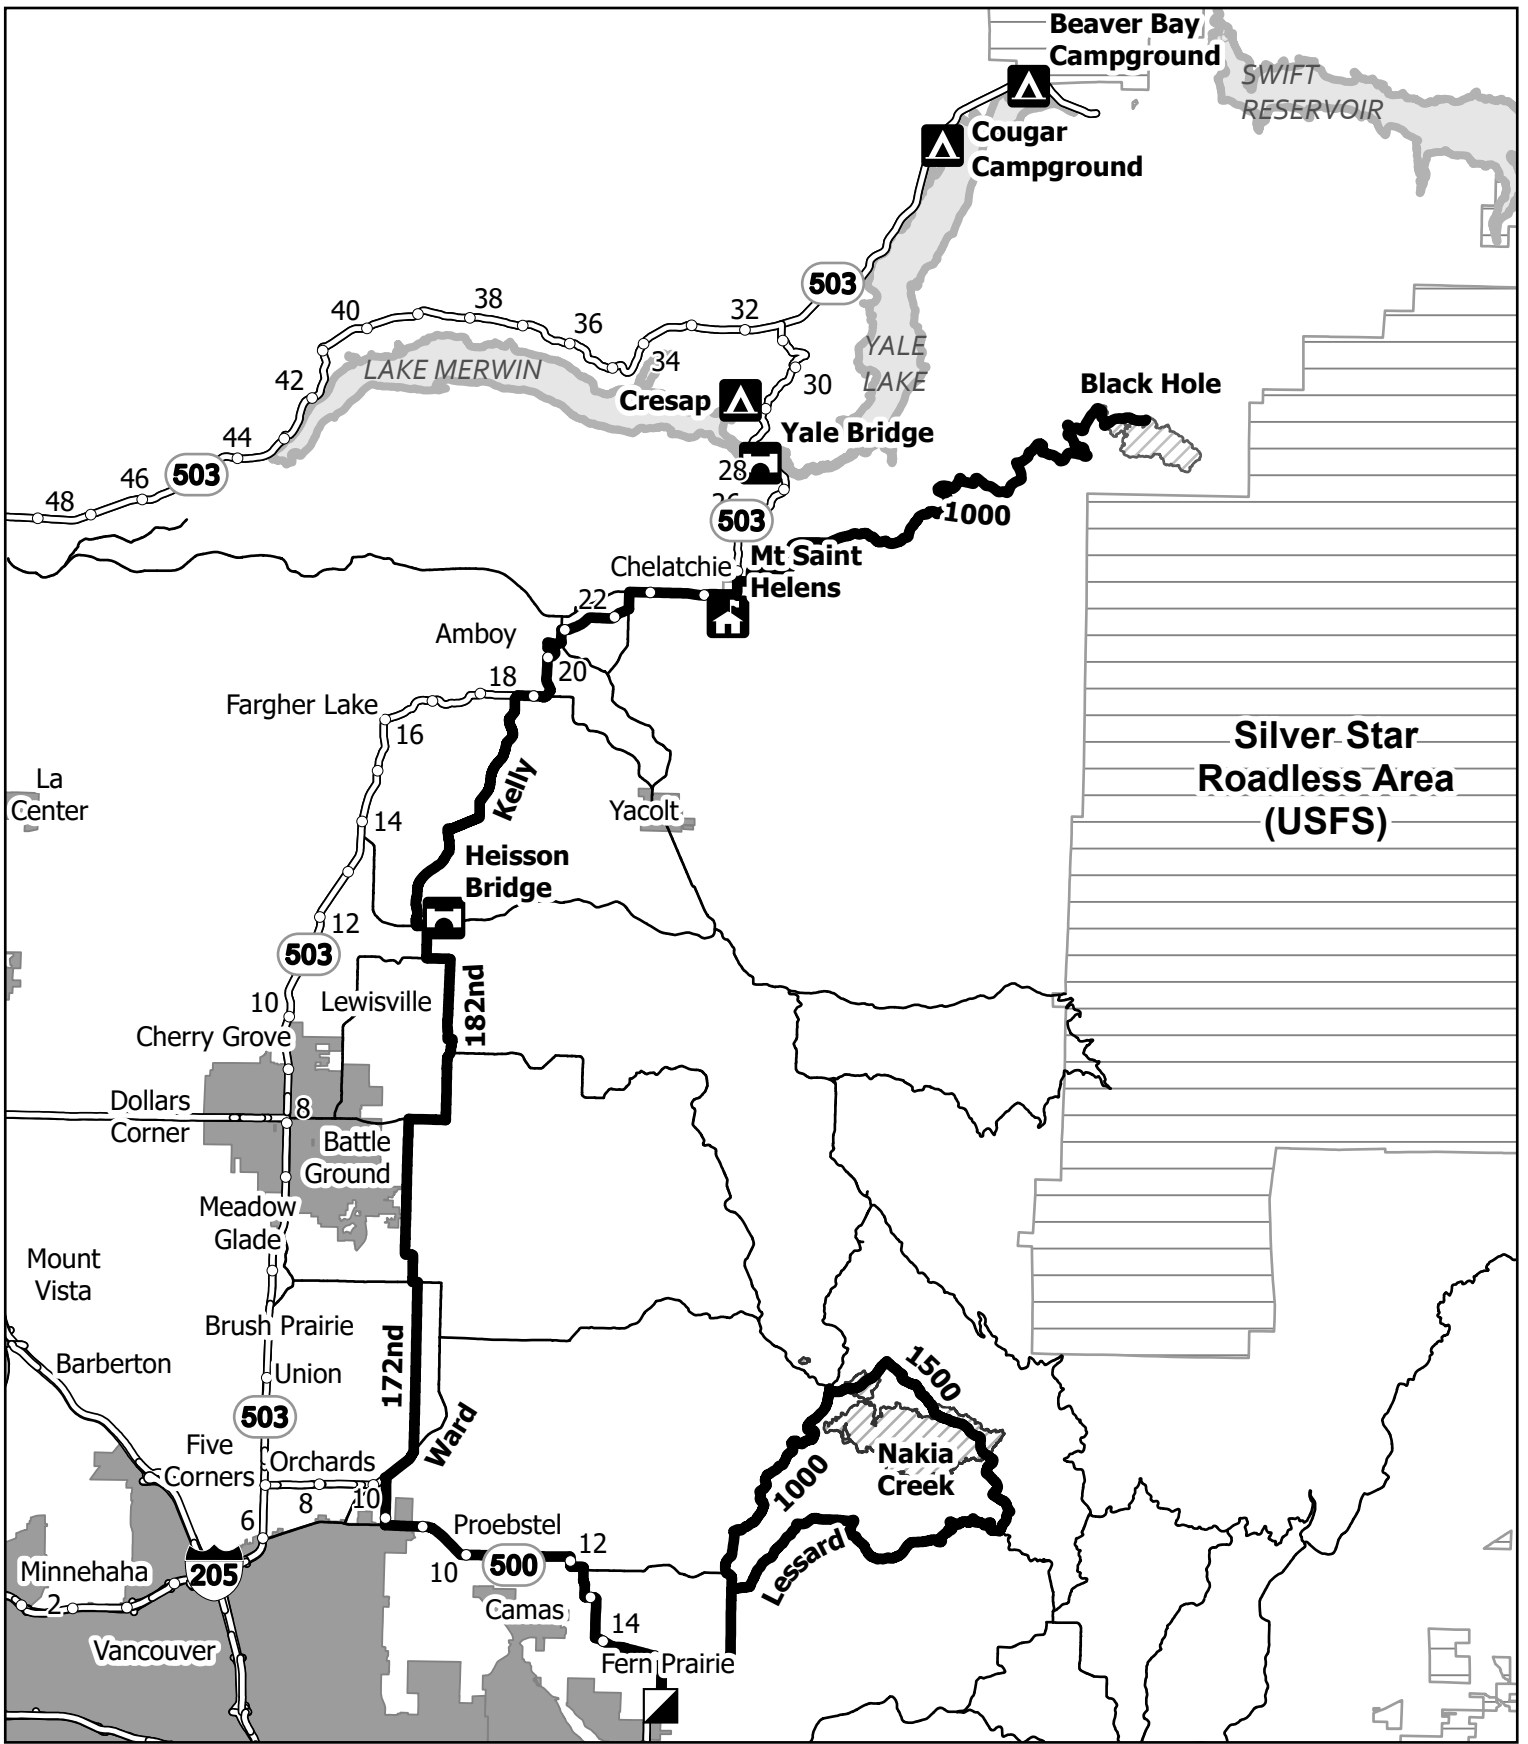 Beaver Bay
Campground
SWIFT
RESERVOIR
Cougar
Campground
503
40
38
36
32
34
YALE
LAKE
LAKE MERWIN
42
30
Cresap
Black Hole
44
Yale Bridge
503
46
28
48
503
1000
Chelatchie
Mt Saint
Helens
22
Amboy
20
18
Fargher Lake
16
Silver Star
Roadless Area
(USFS)
La
Center
Kelly
Yacolt
14
Heisson
Bridge
12
503
10
Lewisville
182nd
Cherry Grove
Dollars
Corner
8
Battle
Ground
Meadow
Glade
Mount
Vista
Brush Prairie
Barberton
Union
172nd
1500
503
Ward
Five
Corners
Orchards
Nakia
Creek
1000
8
10
6
Proebstel
12
Minnehaha
205
10
500
Lessard
2
Camas
14
Vancouver
Fern Prairie